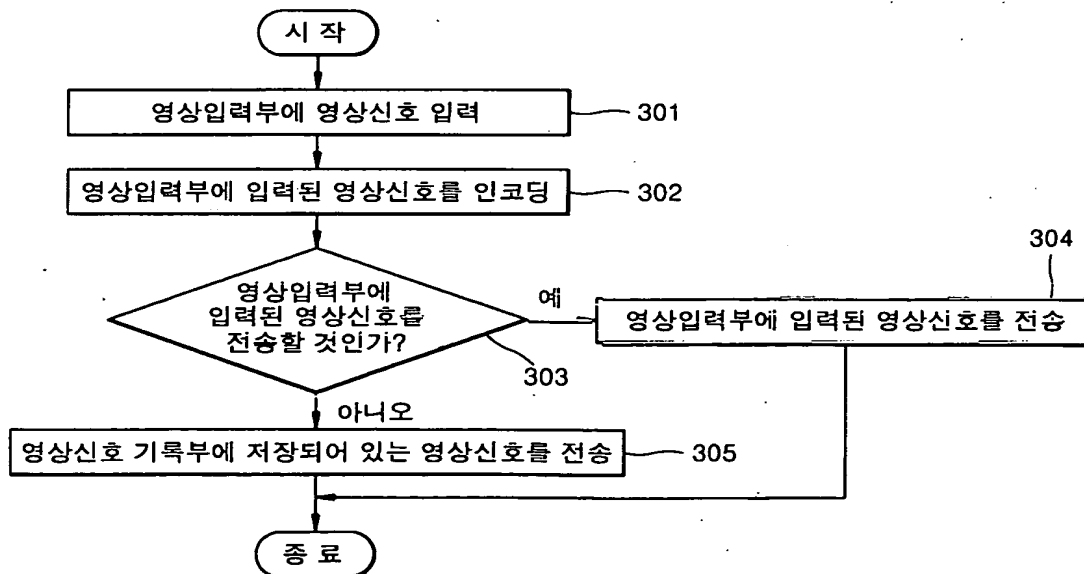 시 작
영상입력부에 영상신호 입력
301
영상입력부에 입력된 영상신호를 인코딩
302
영상입력부에
입력된 영상신호를
전송할 것인가?
303
예
304
영상입력부에 입력된 영상신호를 전송
아니오
영상신호 기록부에 저장되어 있는 영상신호를 전송
305
종 료